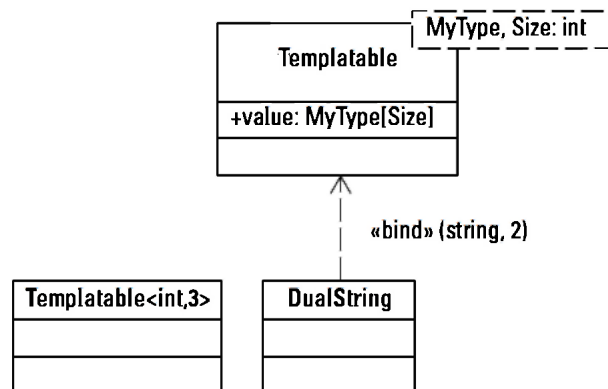 MyType, Size: int
Templatable
+value: MyType[Size]
«bind» (string, 2)
Templatable<int,3>
DualString